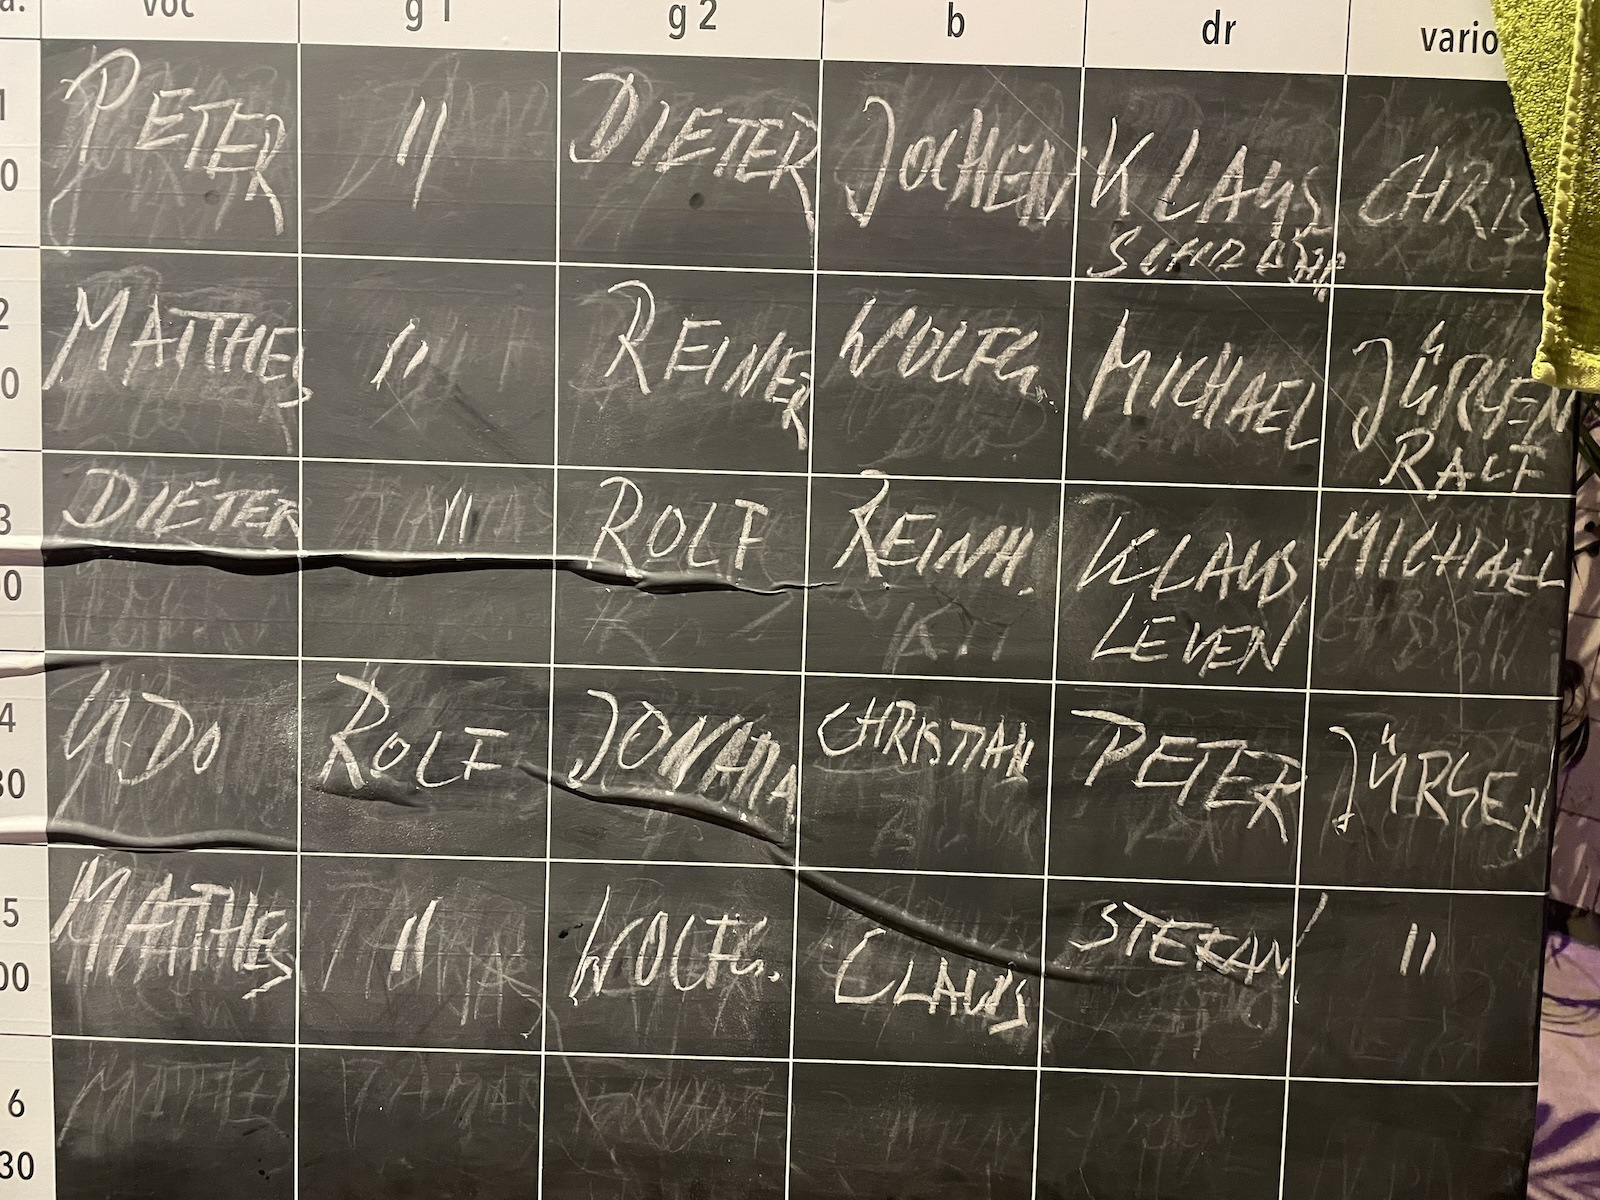 voc g 1 g 2 b dr vario
1 PETER " DIETER JOCHEN KLAUS CHRIS
0
2 MATTHES " REINER WOLFG. MICHAEL JÜRGEN
0 RALF
3 DIETER " ROLF REINH. KLAUS MICHAEL
00 LEVEN
4 UDO ROLF CHRISTIAN PETER JÜRGEN
30
5 MATTHES " WOLFG. CLAUS STEFAN "
00
6
30